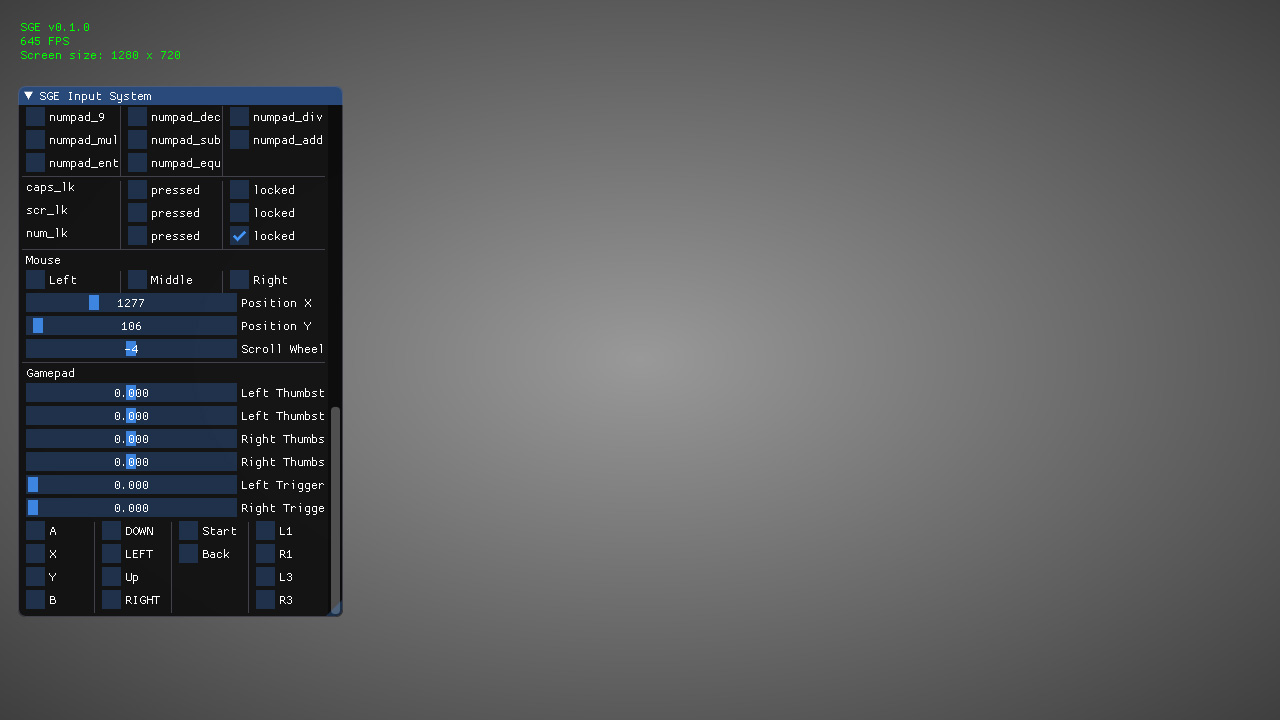 SGE v0.1.0
645 FPS
Screen size: 1280 x 720
SGE Input System
numpad_9 numpad_dec numpad_div
numpad_mul numpad_sub numpad_add
numpad_ent numpad_equ
caps_lk pressed locked
scr_lk pressed locked
num_lk pressed locked
Mouse
Left Middle Right
1277 Position X
106 Position Y
-4 Scroll Wheel
Gamepad
0.000 Left Thumbst
0.000 Left Thumbst
0.000 Right Thumbs
0.000 Right Thumbs
0.000 Left Trigger
0.000 Right Trigge
A DOWN Start L1
X LEFT Back R1
Y Up L3
B RIGHT R3